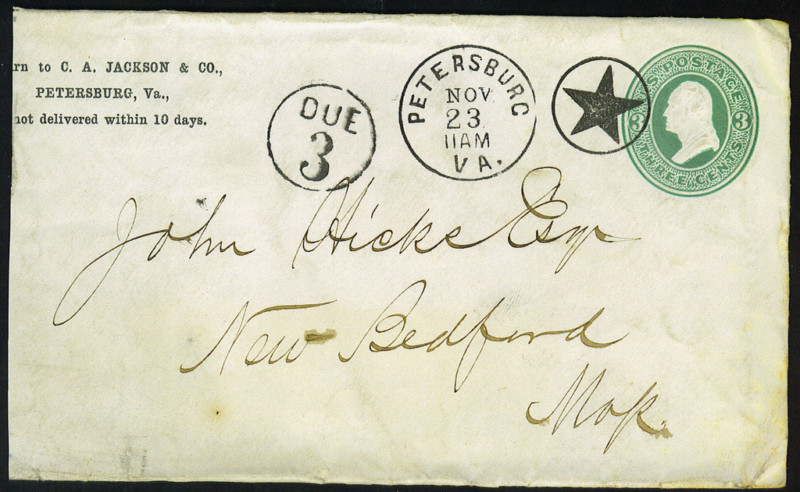 rn to C. A. JACKSON & CO.,
PETERSBURG, Va.,
not delivered within 10 days.
DUE
3
PETERSBURG
NOV
23
11AM
VA.
U.S. POSTAGE
3 3
THREE CENTS
John Hicks Esqr
New Bedford
Mass.